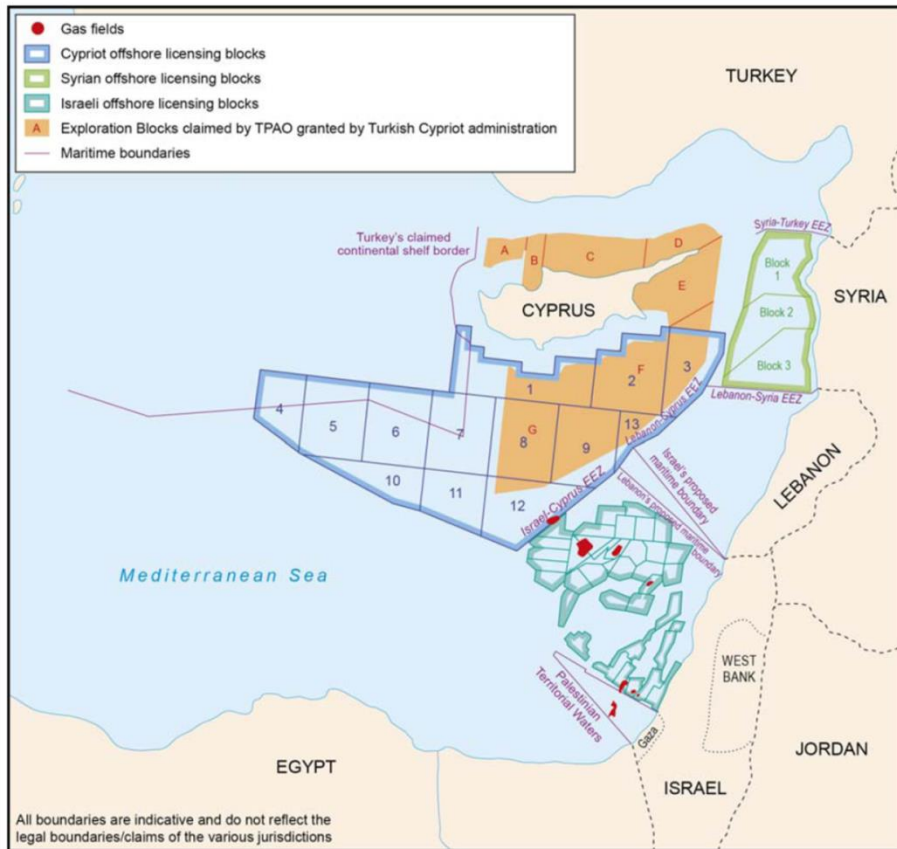 Gas fields
Cypriot offshore licensing blocks
Syrian offshore licensing blocks
Israeli offshore licensing blocks
A
Exploration Blocks claimed by TPAO granted by Turkish Cypriot administration
Maritime boundaries
TURKEY
Turkey's claimed
continental shelf border
Syria-Turkey EEZ
A
B
C
D
E
Block
1
Block 2
Block 3
SYRIA
CYPRUS
Lebanon-Syria EEZ
1
2
F
3
4
5
6
7
8
G
9
13
10
11
12
Lebanon-Cyprus EEZ
Israel-Cyprus EEZ
Israel's proposed
maritime boundary
Lebanon's proposed maritime
boundary
LEBANON
Mediterranean Sea
Palestinian
Territorial Waters
WEST
BANK
Gaza
EGYPT
ISRAEL
JORDAN
All boundaries are indicative and do not reflect the
legal boundaries/claims of the various jurisdictions